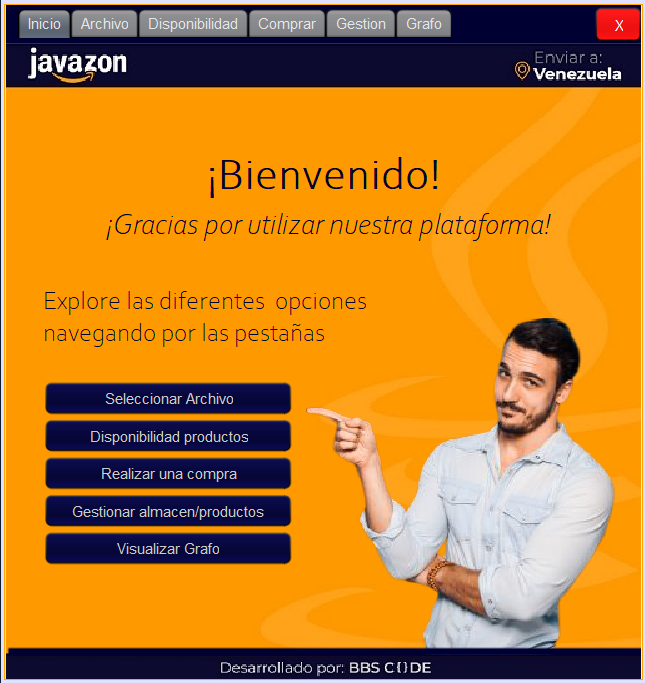 Inicio Archivo Disponibilidad Comprar Gestion Grafo X
javazon
Enviar a:
Venezuela
¡Bienvenido!
¡Gracias por utilizar nuestra plataforma!
Explore las diferentes opciones
navegando por las pestañas
Seleccionar Archivo
Disponibilidad productos
Realizar una compra
Gestionar almacen/productos
Visualizar Grafo
Desarrollado por: BBS C{}DE